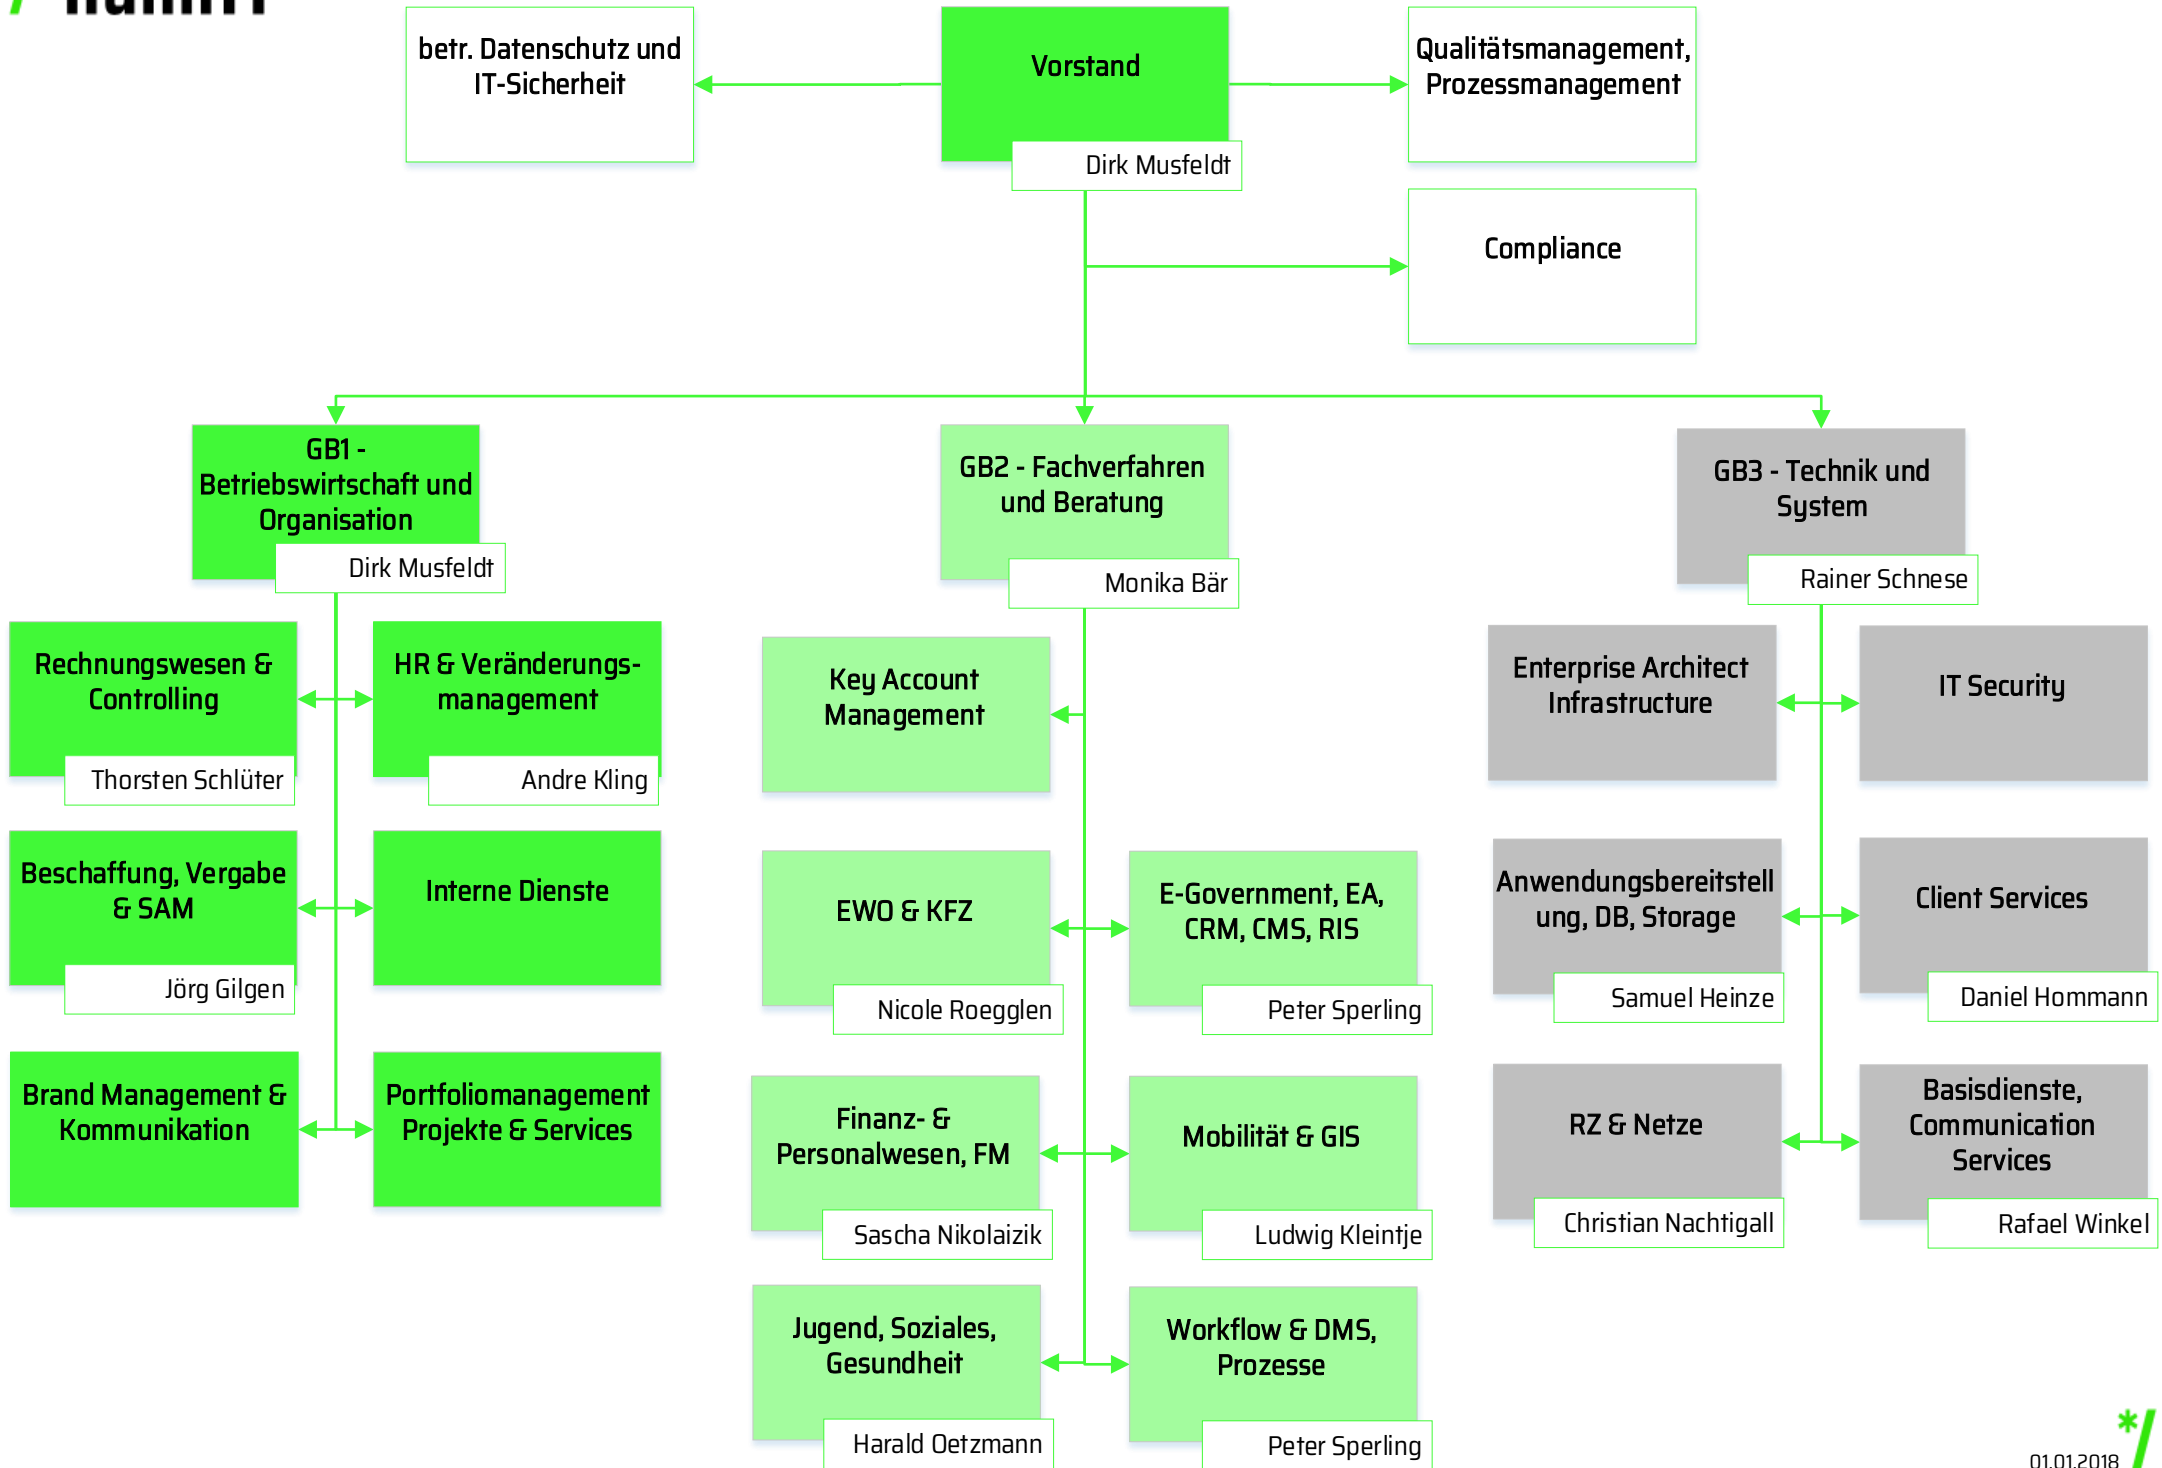 betr. Datenschutz und
IT-Sicherheit
Vorstand
Dirk Musfeldt
Qualitätsmanagement,
Prozessmanagement
Compliance
GB1 -
Betriebswirtschaft und
Organisation
Dirk Musfeldt
GB2 - Fachverfahren
und Beratung
Monika Bär
GB3 - Technik und
System
Rainer Schnese
Rechnungswesen &
Controlling
Thorsten Schlüter
HR & Veränderungs-
management
Andre Kling
Beschaffung, Vergabe
& SAM
Jörg Gilgen
Interne Dienste
Brand Management &
Kommunikation
Portfoliomanagement
Projekte & Services
Key Account
Management
EWO & KFZ
Nicole Roegglen
E-Government, EA,
CRM, CMS, RIS
Peter Sperling
Finanz- &
Personalwesen, FM
Sascha Nikolaizik
Mobilität & GIS
Ludwig Kleintje
Jugend, Soziales,
Gesundheit
Harald Oetzmann
Workflow & DMS,
Prozesse
Peter Sperling
Enterprise Architect
Infrastructure
IT Security
Anwendungsbereitstell
ung, DB, Storage
Samuel Heinze
Client Services
Daniel Hommann
RZ & Netze
Christian Nachtigall
Basisdienste,
Communication
Services
Rafael Winkel
*/
01.01.2018